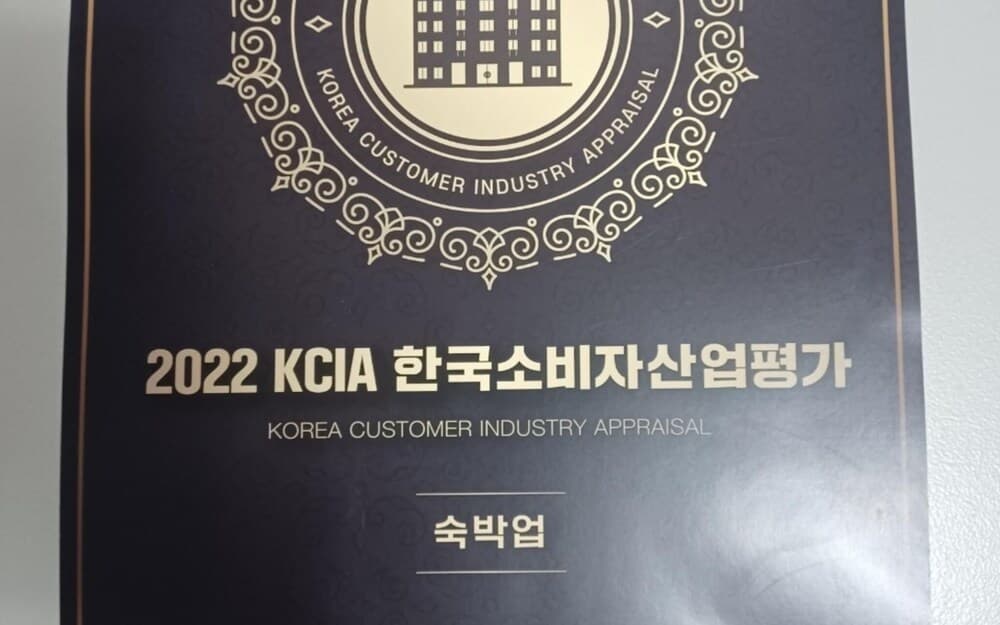 KOREA CUSTOMER INDUSTRY APPRAISAL
2022 KCIA 한국소비자산업평가
KOREA CUSTOMER INDUSTRY APPRAISAL
숙박업